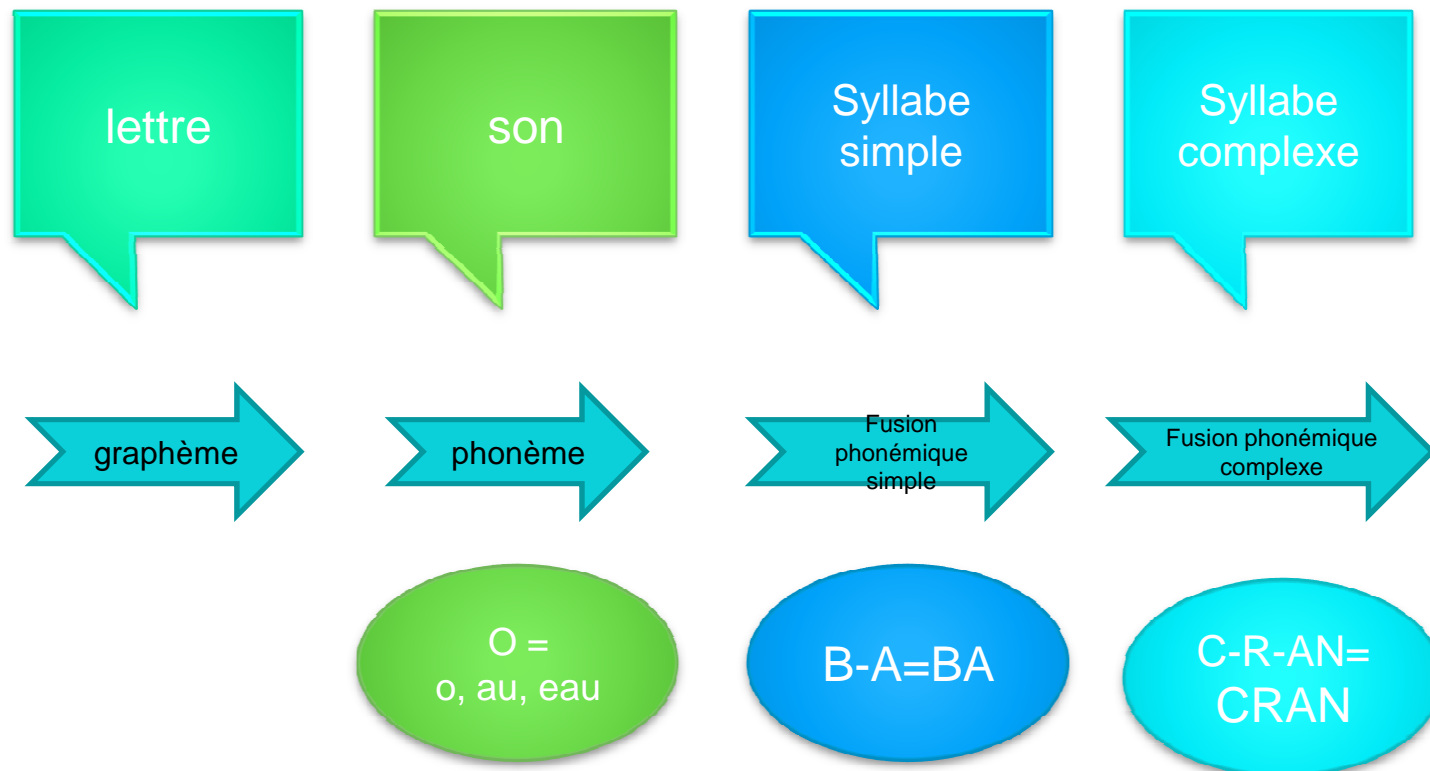 lettre
son
Syllabe
simple
Syllabe
complexe
graphème
phonème
Fusion
phonémique
simple
Fusion phonémique
complexe
O =
o, au, eau
B-A=BA
C-R-AN=
CRAN